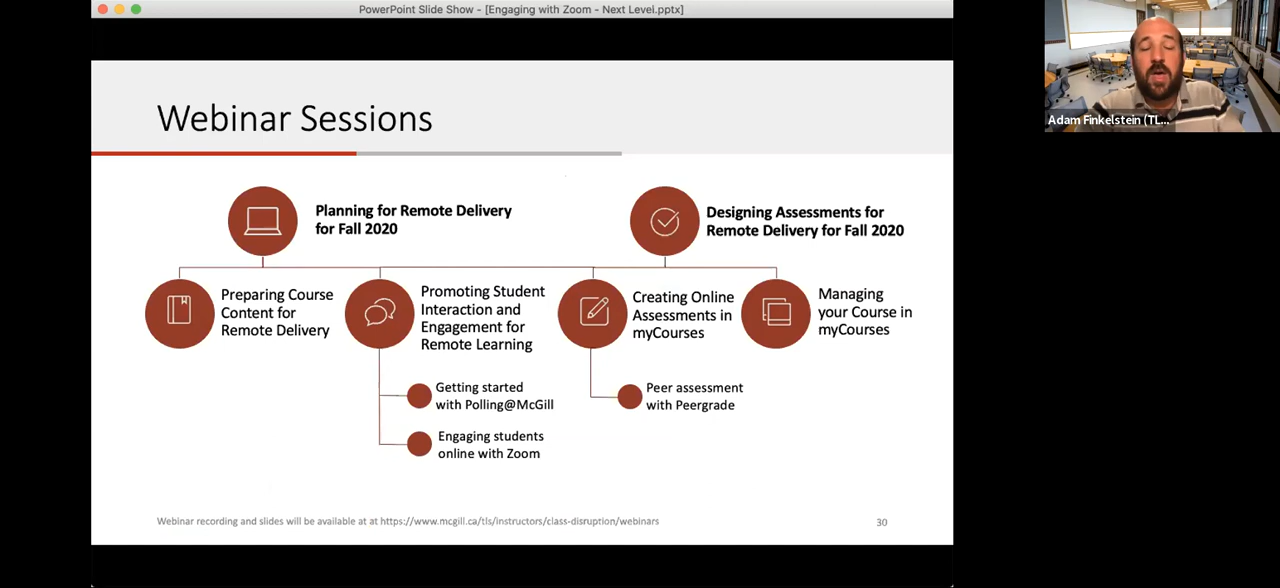 PowerPoint Slide Show - [Engaging with Zoom - Next Level.pptx]
Webinar Sessions
Planning for Remote Delivery
for Fall 2020
Designing Assessments for
Remote Delivery for Fall 2020
Preparing Course
Content for
Remote Delivery
Promoting Student
Interaction and
Engagement for
Remote Learning
Creating Online
Assessments in
myCourses
Managing
your Course in
myCourses
Getting started
with Polling@McGill
Engaging students
online with Zoom
Peer assessment
with Peergrade
Webinar recording and slides will be available at at https://www.mcgill.ca/tls/instructors/class-disruption/webinars
30
Adam Finkelstein (TL...